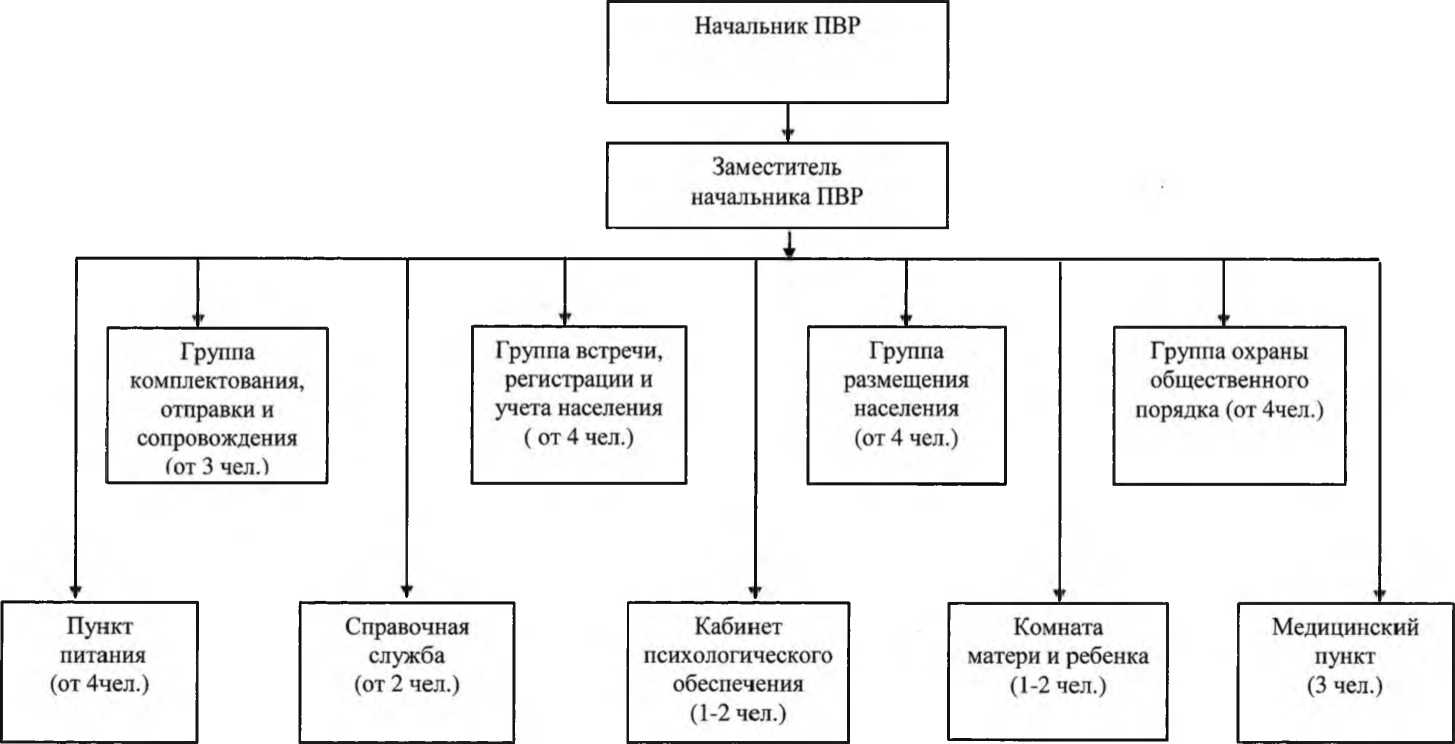 Начальник ПВР
Заместитель
начальника ПВР
Группа
комплектования,
отправки и
сопровождения
(от 3 чел.)
Группа встречи,
регистрации и
учета населения
( от 4 чел.)
Группа
размещения
населения
(от 4 чел.)
Группа охраны
общественного
порядка (от 4чел.)
Пункт
питания
(от 4чел.)
Справочная
служба
(от 2 чел.)
Кабинет
психологического
обеспечения
(1-2 чел.)
Комната
матери и ребенка
(1-2 чел.)
Медицинский
пункт
(3 чел.)